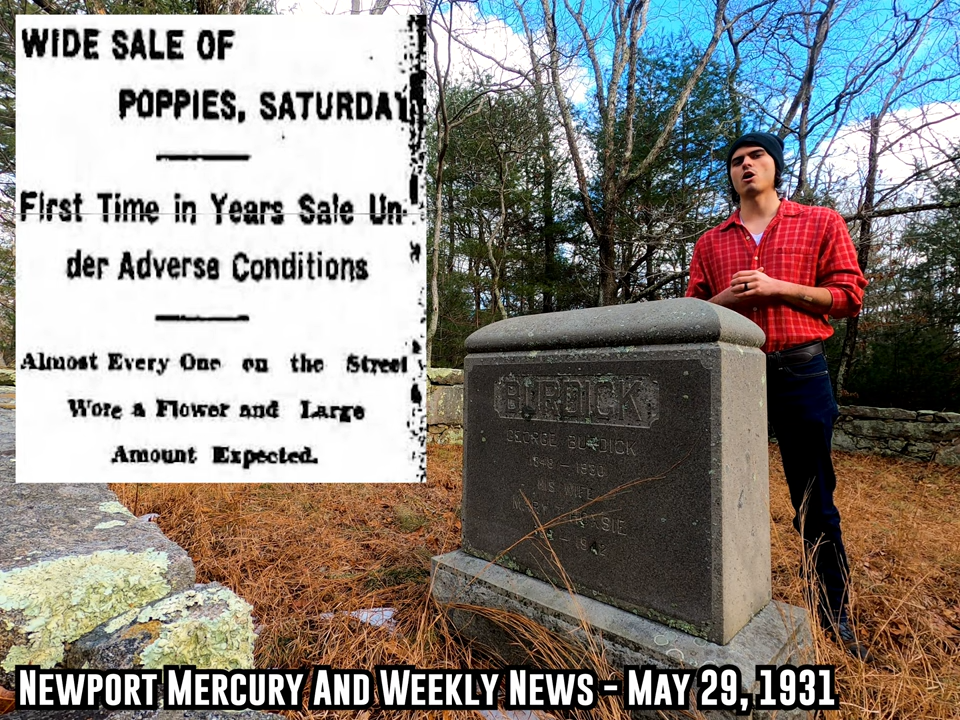 WIDE SALE OF
POPPIES, SATURDAY
First Time in Years Sale Un-
der Adverse Conditions
Almost Every One on the Street
Wore a Flower and Large
Amount Expected.
BURDICK
GEORGE BURDICK
HIS WIFE
NEWPORT MERCURY AND WEEKLY NEWS - MAY 29, 1931